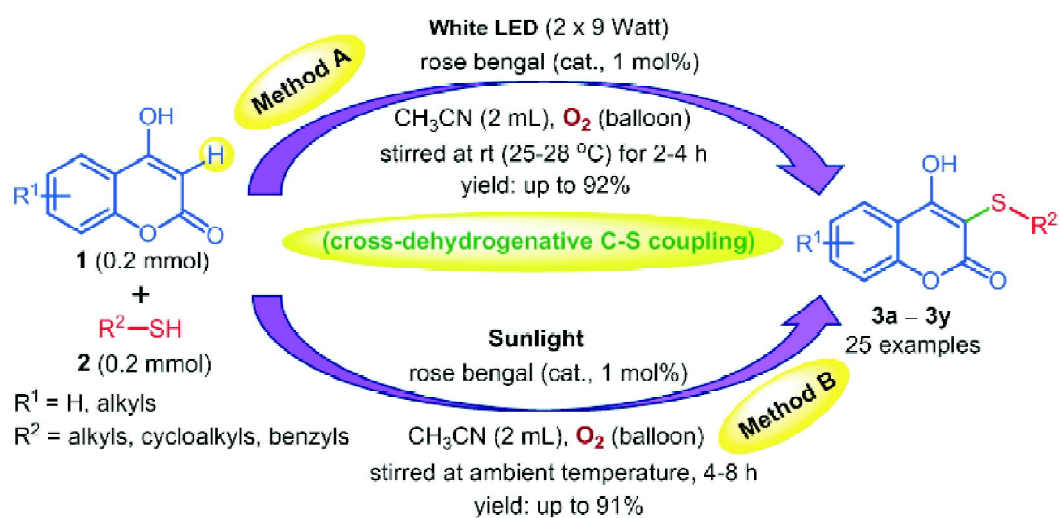 White LED (2 x 9 Watt)
rose bengal (cat., 1 mol%)
Method A
CH3CN (2 mL), O2 (balloon)
stirred at rt (25-28 °C) for 2-4 h
yield: up to 92%
OH
H
R¹
O
O
1 (0.2 mmol)
+
R²–SH
2 (0.2 mmol)
R¹ = H, alkyls
R² = alkyls, cycloalkyls, benzyls
(cross-dehydrogenative C-S coupling)
OH
S
R²
R¹
O
O
3a – 3y
25 examples
Sunlight
rose bengal (cat., 1 mol%)
Method B
CH3CN (2 mL), O2 (balloon)
stirred at ambient temperature, 4-8 h
yield: up to 91%